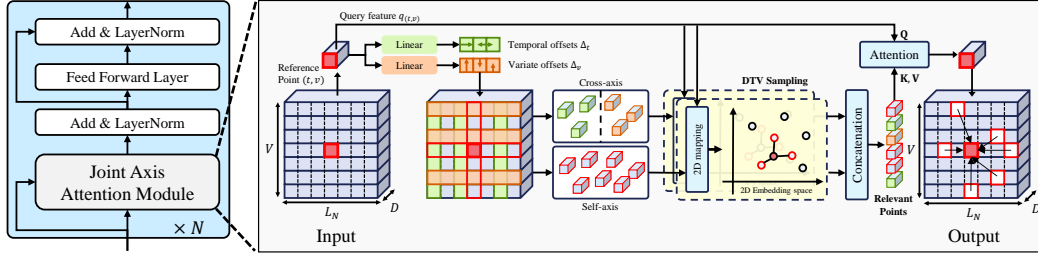 Add & LayerNorm
Feed Forward Layer
Add & LayerNorm
Joint Axis
Attention Module
× N
Query feature q(t,v)
Reference
Point (t, v)
Linear
Linear
Temporal offsets Δt
Variate offsets Δv
V
L_N
D
Input
Cross-axis
Self-axis
DTV Sampling
2D mapping
2D Embedding space
Concatenation
Q
Attention
K, V
Relevant
Points
V
L_N
D
Output